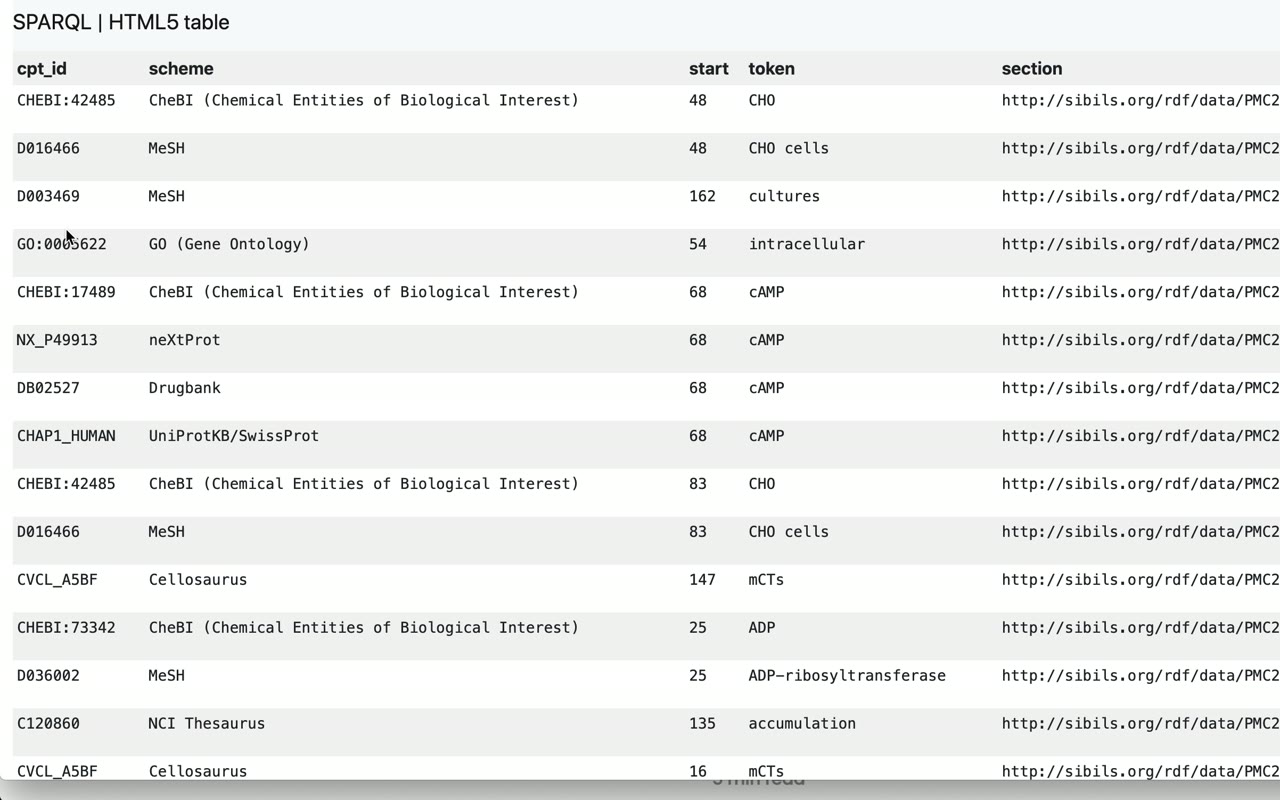 SPARQL | HTML5 table
cpt_id scheme start token section
CHEBI:42485 CheBI (Chemical Entities of Biological Interest) 48 CHO http://sibils.org/rdf/data/PMC2
D016466 MeSH 48 CHO cells http://sibils.org/rdf/data/PMC2
D003469 MeSH 162 cultures http://sibils.org/rdf/data/PMC2
GO:0005622 GO (Gene Ontology) 54 intracellular http://sibils.org/rdf/data/PMC2
CHEBI:17489 CheBI (Chemical Entities of Biological Interest) 68 cAMP http://sibils.org/rdf/data/PMC2
NX_P49913 neXtProt 68 cAMP http://sibils.org/rdf/data/PMC2
DB02527 Drugbank 68 cAMP http://sibils.org/rdf/data/PMC2
CHAP1_HUMAN UniProtKB/SwissProt 68 cAMP http://sibils.org/rdf/data/PMC2
CHEBI:42485 CheBI (Chemical Entities of Biological Interest) 83 CHO http://sibils.org/rdf/data/PMC2
D016466 MeSH 83 CHO cells http://sibils.org/rdf/data/PMC2
CVCL_A5BF Cellosaurus 147 mCTs http://sibils.org/rdf/data/PMC2
CHEBI:73342 CheBI (Chemical Entities of Biological Interest) 25 ADP http://sibils.org/rdf/data/PMC2
D036002 MeSH 25 ADP-ribosyltransferase http://sibils.org/rdf/data/PMC2
C120860 NCI Thesaurus 135 accumulation http://sibils.org/rdf/data/PMC2
CVCL_A5BF Cellosaurus 16 mCTs http://sibils.org/rdf/data/PMC2
min read